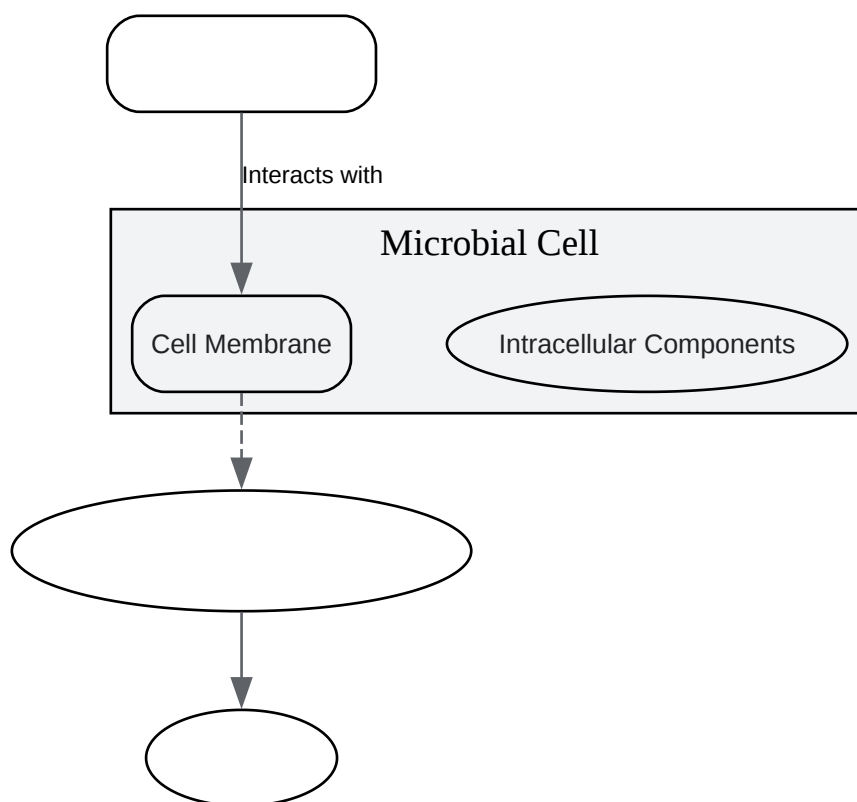 Interacts with
Microbial Cell
Cell Membrane
Intracellular Components